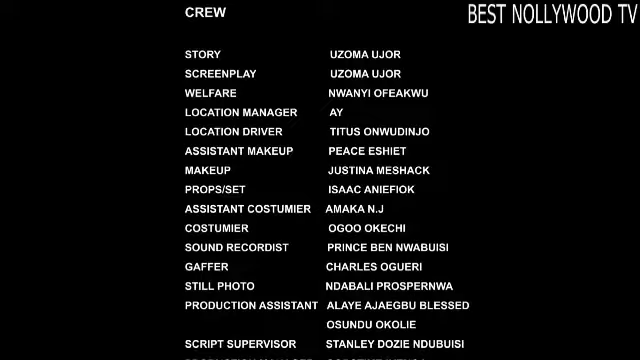 CREW
BEST NOLLYWOOD TV
STORY UZOMA UJOR
SCREENPLAY UZOMA UJOR
WELFARE NWANYI OFEAKWU
LOCATION MANAGER AY
LOCATION DRIVER TITUS ONWUDINJO
ASSISTANT MAKEUP PEACE ESHIET
MAKEUP JUSTINA MESHACK
PROPS/SET ISAAC ANIEFIOK
ASSISTANT COSTUMIER AMAKA N.J
COSTUMIER OGOO OKECHI
SOUND RECORDIST PRINCE BEN NWABUISI
GAFFER CHARLES OGUERI
STILL PHOTO NDABALI PROSPERNWA
PRODUCTION ASSISTANT ALAYE AJAEGBU BLESSED
OSUNDU OKOLIE
SCRIPT SUPERVISOR STANLEY DOZIE NDUBUISI